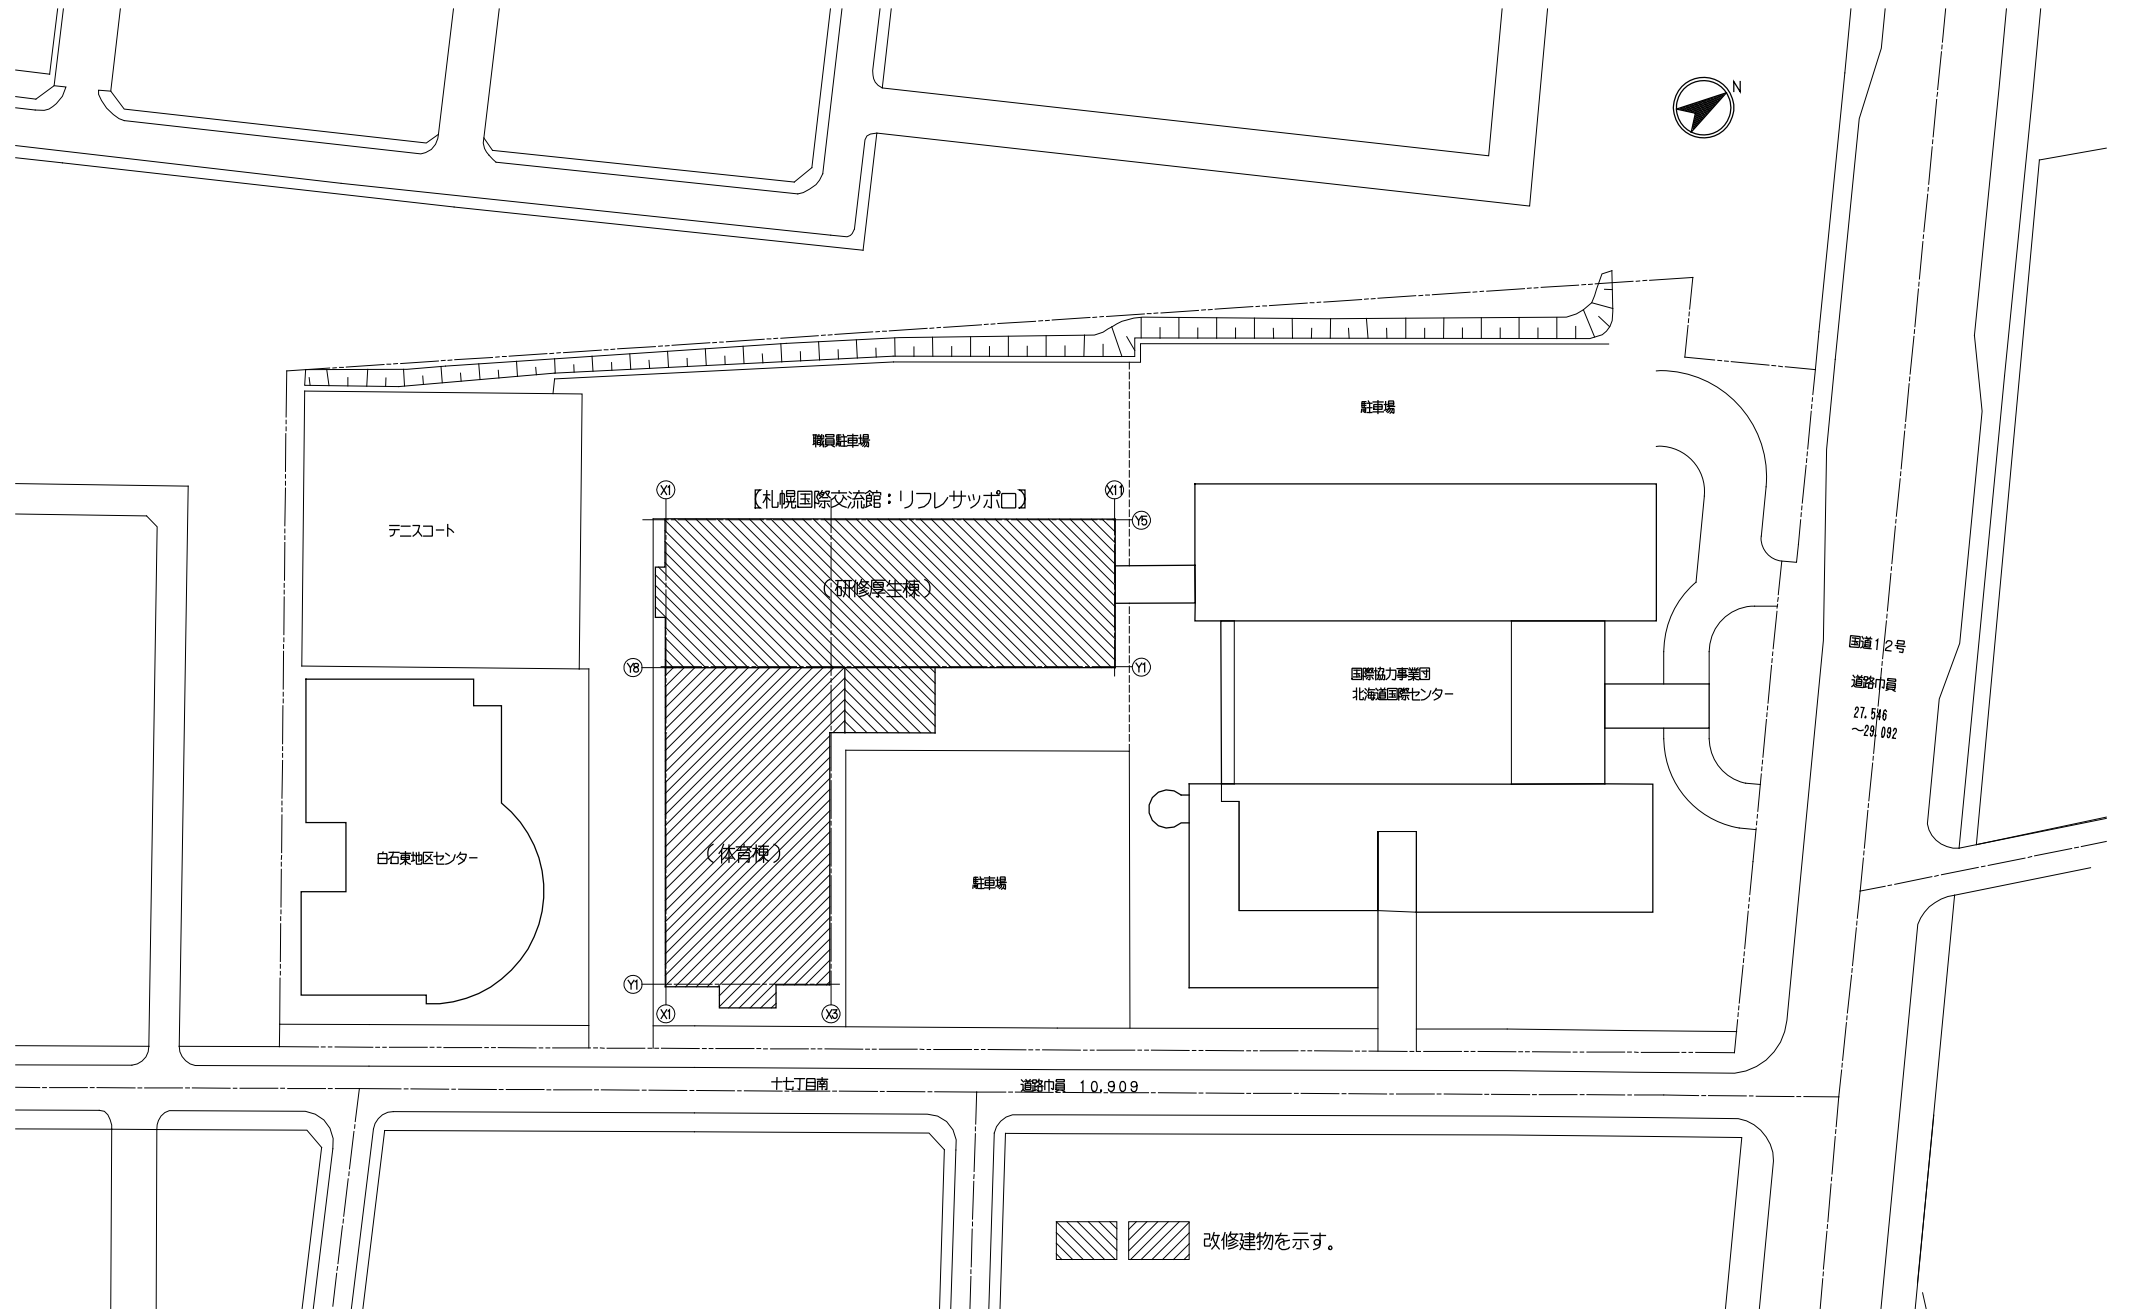 N
駐車場
職員駐車場
X1
【札幌国際交流館：リフレサッポロ】
X11
Y5
テニスコート
(研修厚生棟)
国道12号
Y8
Y1
国際協力事業団
北海道国際センター
道路巾員
27.546
～29.092
(体育棟)
白石東地区センター
駐車場
Y1
X1
X3
十七丁目南
道路巾員 10,909
改修建物を示す。